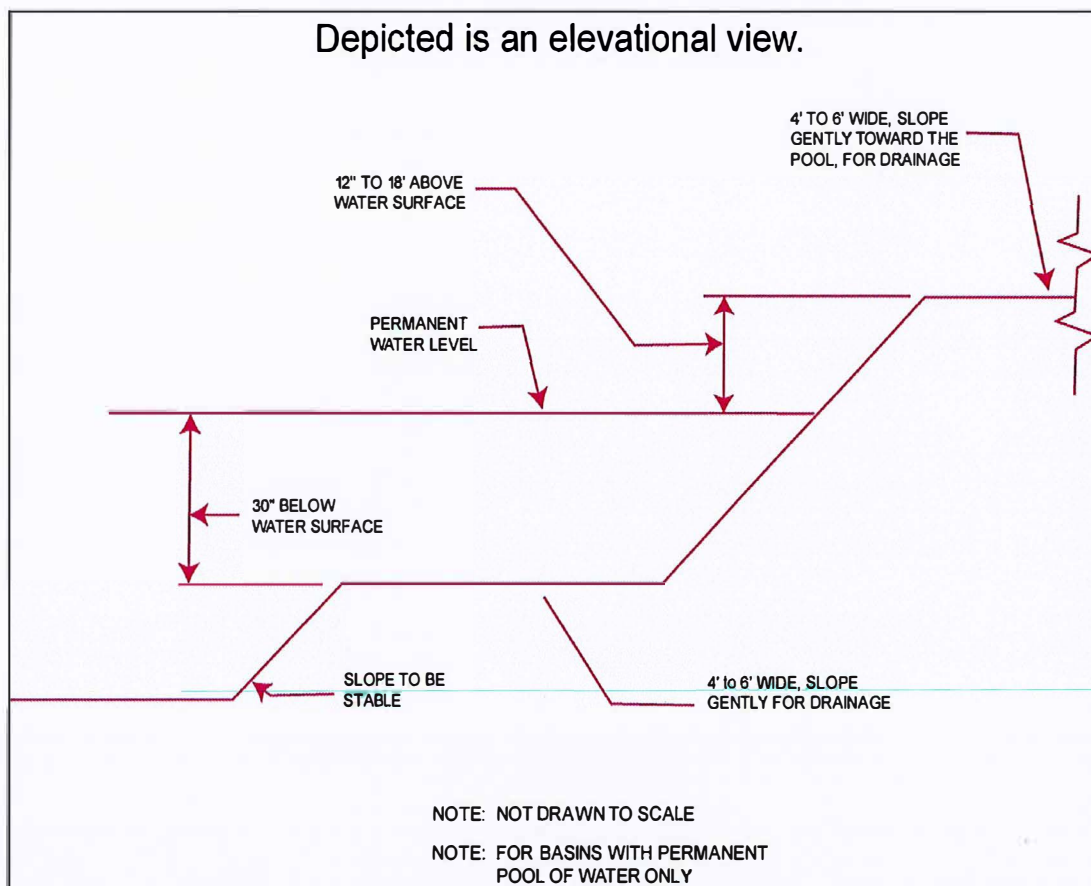 Depicted is an elevational view.
4' TO 6' WIDE, SLOPE
GENTLY TOWARD THE
POOL, FOR DRAINAGE
12" TO 18' ABOVE
WATER SURFACE
PERMANENT
WATER LEVEL
30" BELOW
WATER SURFACE
SLOPE TO BE
STABLE
4' to 6' WIDE, SLOPE
GENTLY FOR DRAINAGE
NOTE: NOT DRAWN TO SCALE
NOTE: FOR BASINS WITH PERMANENT
POOL OF WATER ONLY